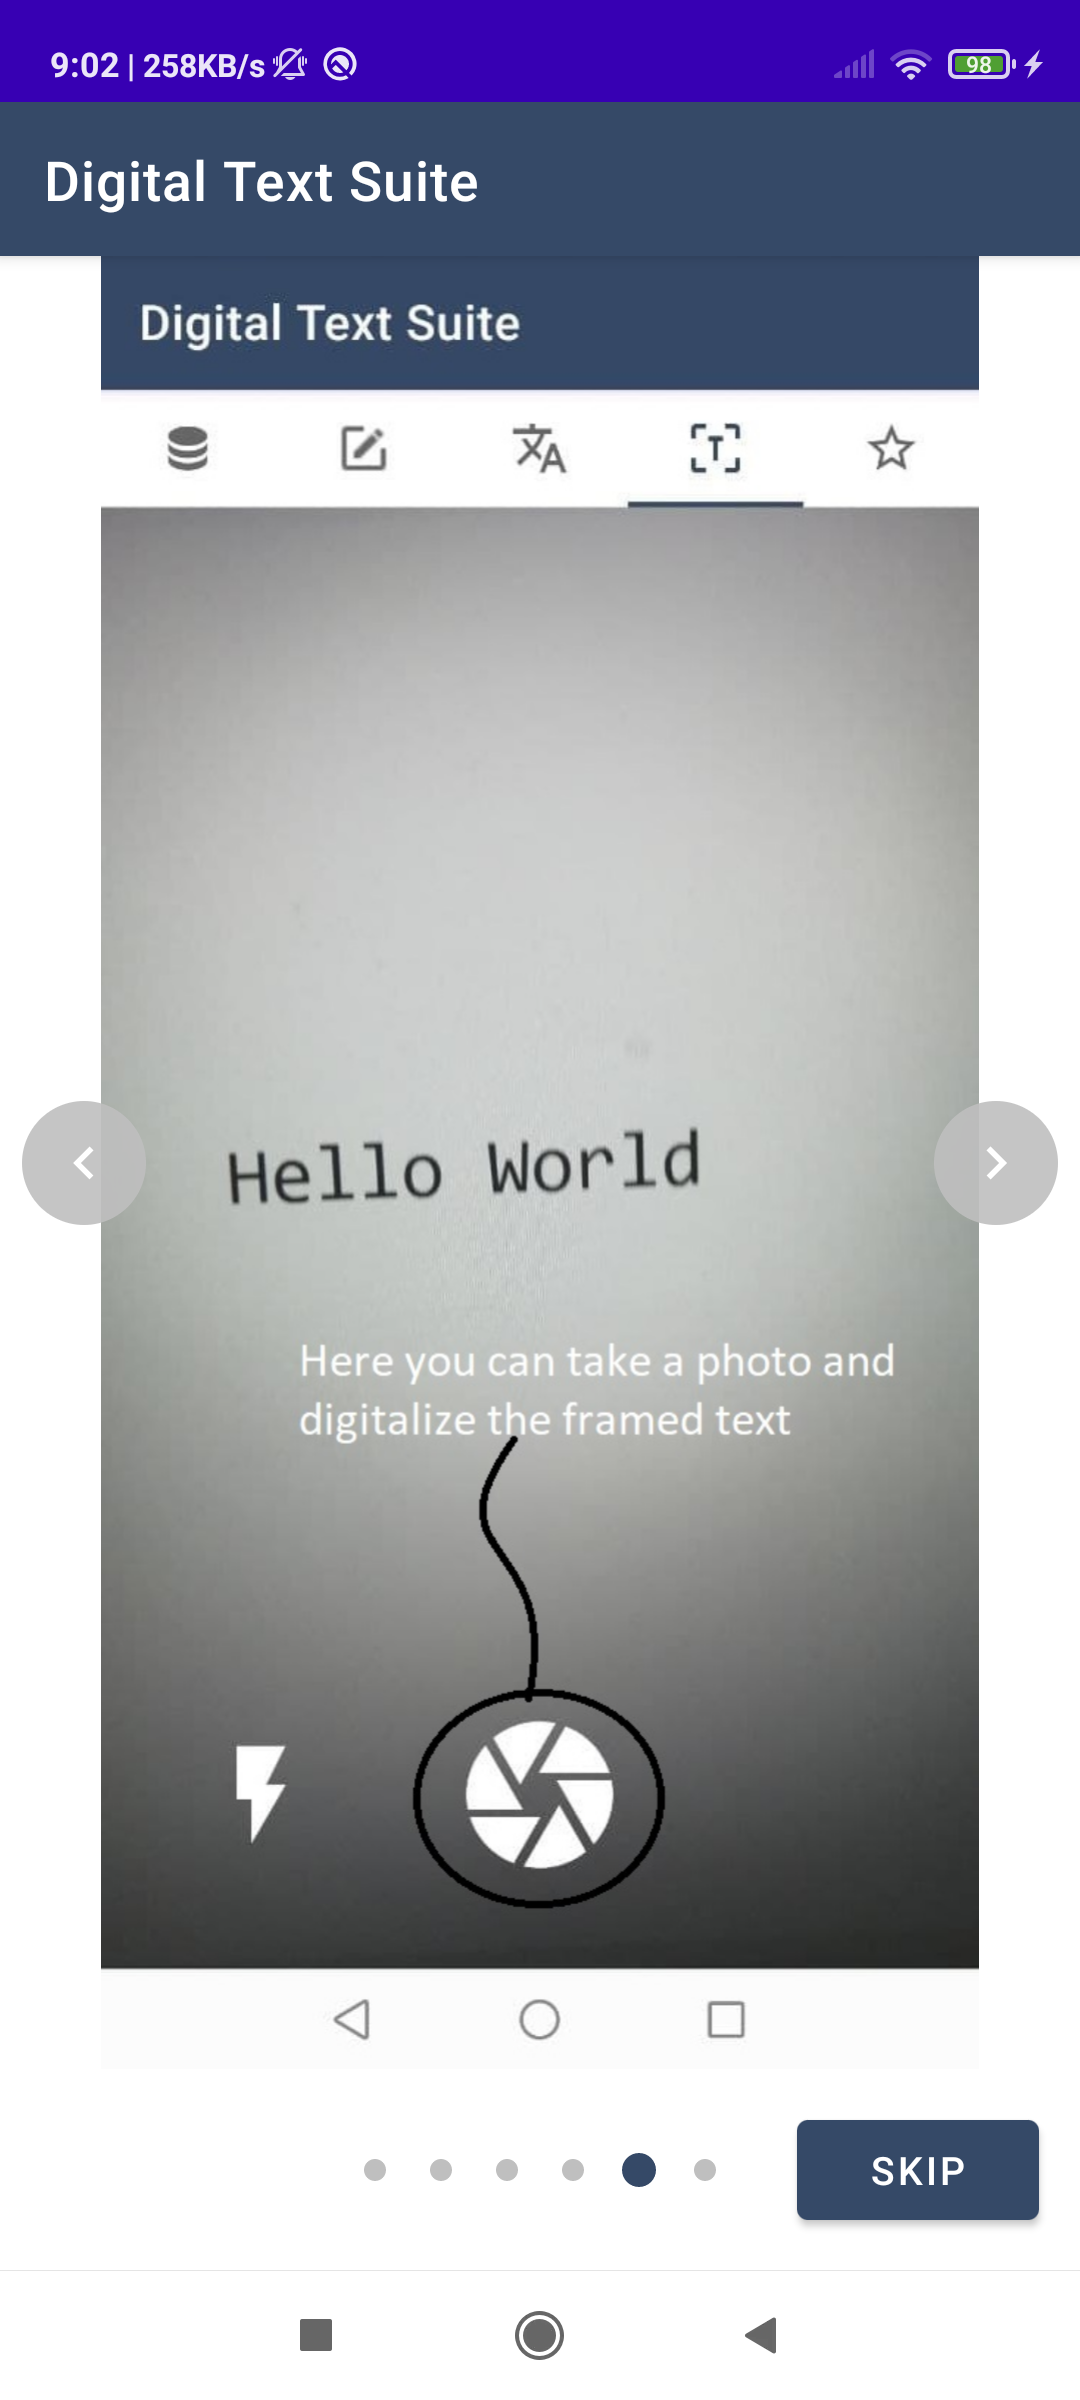 9:02 | 258KB/s
98
Digital Text Suite
Digital Text Suite
Hello World
Here you can take a photo and
digitalize the framed text
SKIP